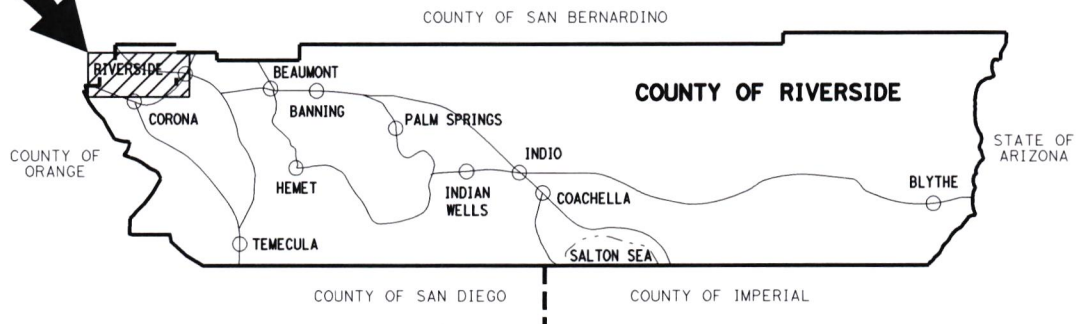 COUNTY OF SAN BERNARDINO
RIVERSIDE
BEAUMONT
BANNING
COUNTY OF RIVERSIDE
CORONA
PALM SPRINGS
COUNTY OF
ORANGE
STATE OF
ARIZONA
INDIO
HEMET
INDIAN
WELLS
COACHELLA
BLYTHE
TEMECULA
SALTON SEA
COUNTY OF SAN DIEGO
COUNTY OF IMPERIAL